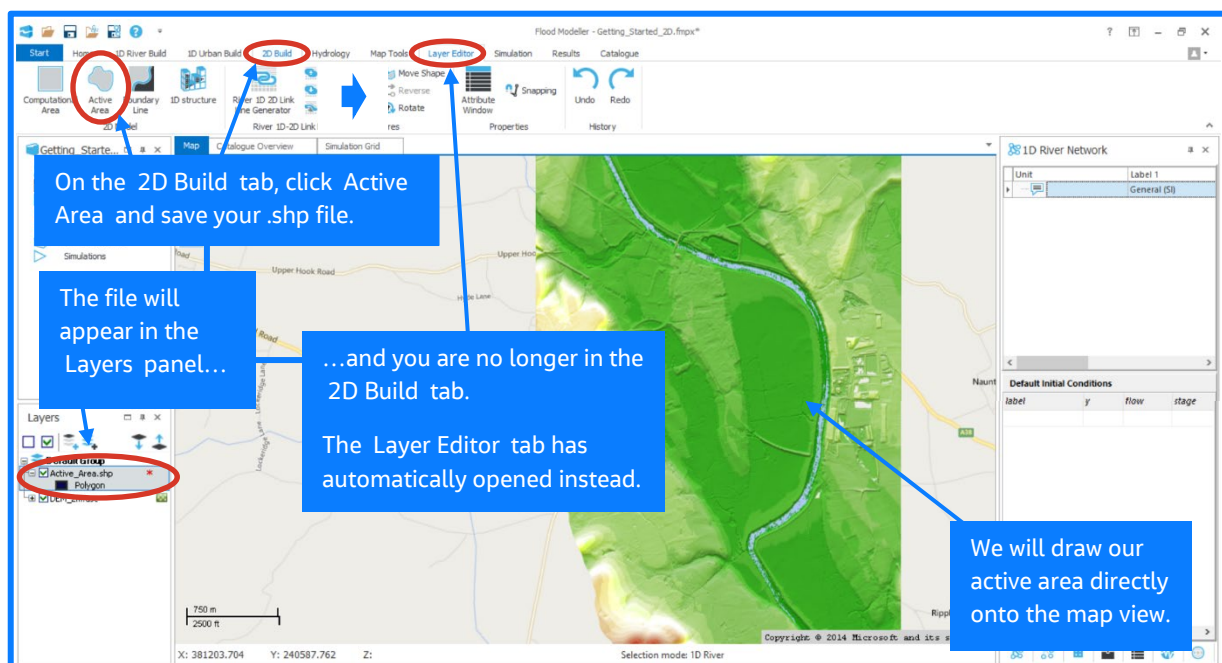 Flood Modeller - Getting_Started_2D.fmpx*
Start
1D River Build
1D Urban Build
2D Build
Hydrology
Map Tools
Layer Editor
Simulation
Results
Catalogue
Computational Area
Active Area
Boundary Line
1D structure
River 1D 2D Link
Line Generator
Move Shape
Reverse
Rotate
Attribute Window
Snapping
Undo
Redo
River 1D-2D Link
Properties
History
Getting_Starte...
Map
Catalogue Overview
Simulation Grid
1D River Network
Unit
Label 1
General (SI)
On the 2D Build tab, click Active
Area and save your .shp file.
Simulations
Upper Hook Road
Road
The file will
appear in the
Layers panel…
…and you are no longer in the
2D Build tab.
The Layer Editor tab has
automatically opened instead.
Lockeridge Lane
Naunt
A38
Default Initial Conditions
label
y
flow
stage
Layers
Default Group
Active_Area.shp
Polygon
We will draw our
active area directly
onto the map view.
750 m
2500 ft
Rippl
Copyright © 2014 Microsoft and its s
X: 381203.704
Y: 240587.762
Z:
Selection mode: 1D River